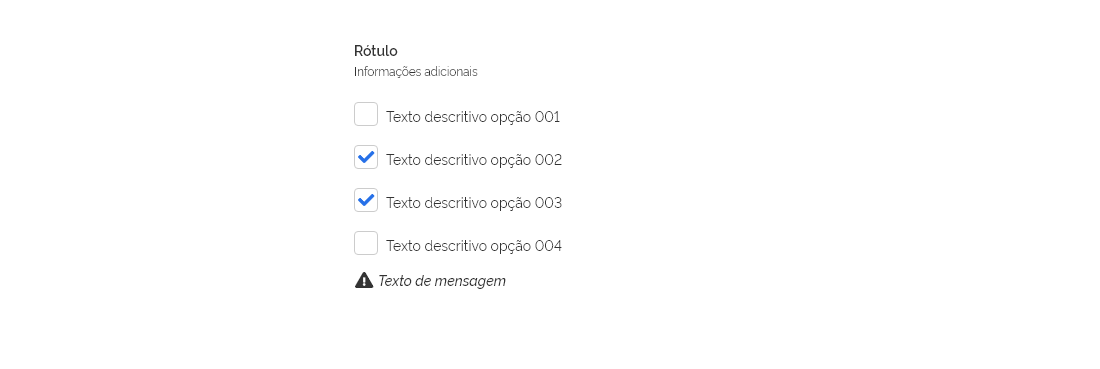 Rótulo
Informações adicionais
Texto descritivo opção 001
Texto descritivo opção 002
Texto descritivo opção 003
Texto descritivo opção 004
Texto de mensagem